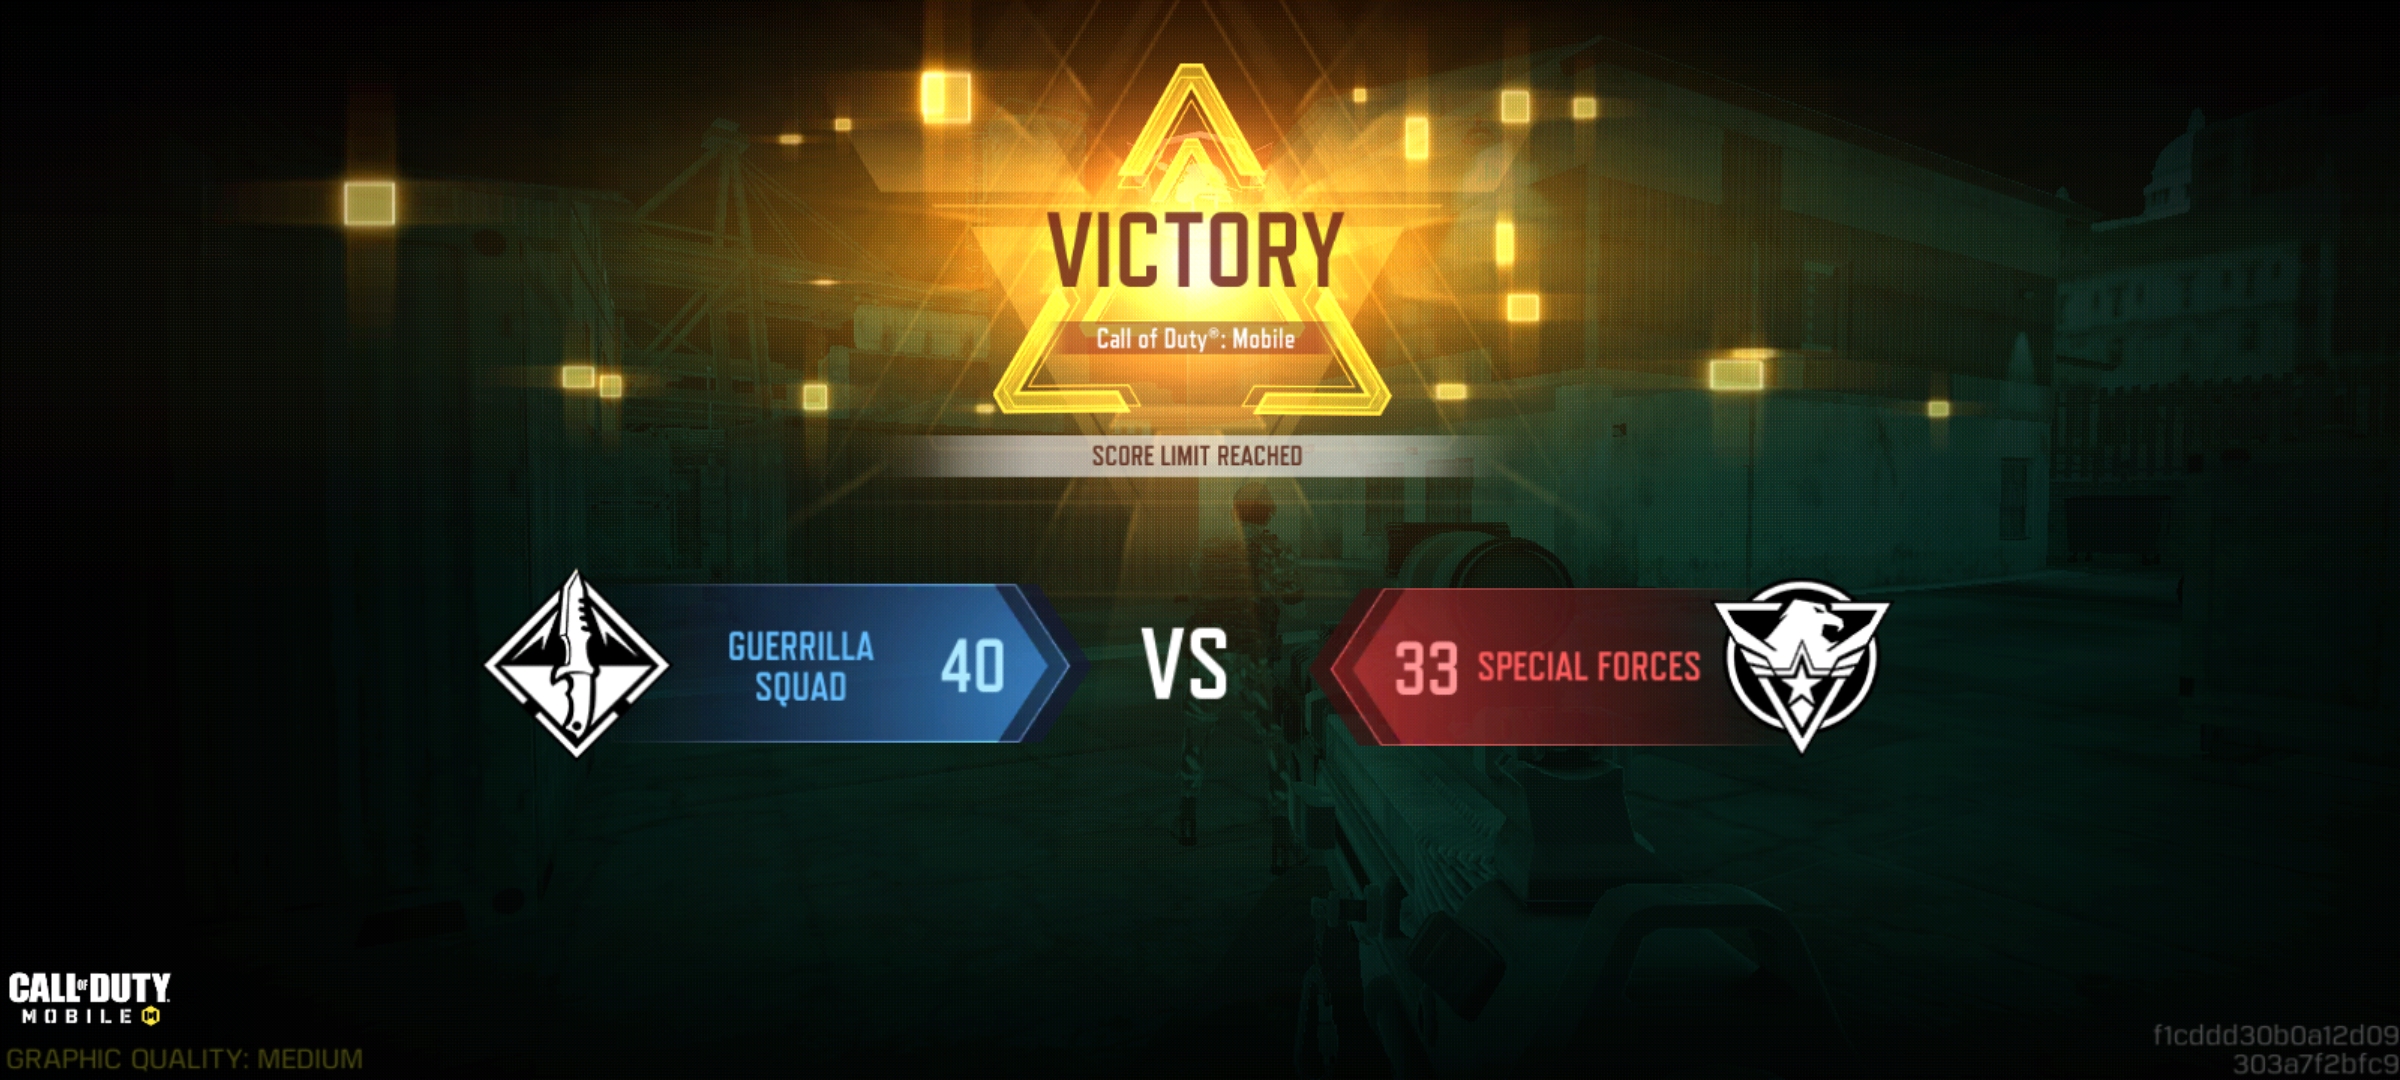 VICTORY
Call of Duty®: Mobile
SCORE LIMIT REACHED
GUERRILLA
SQUAD
40
VS
33
SPECIAL FORCES
CALL OF DUTY
MOBILE
GRAPHIC QUALITY: MEDIUM
f1cddd30b0a12d09
303a7f2bfc9